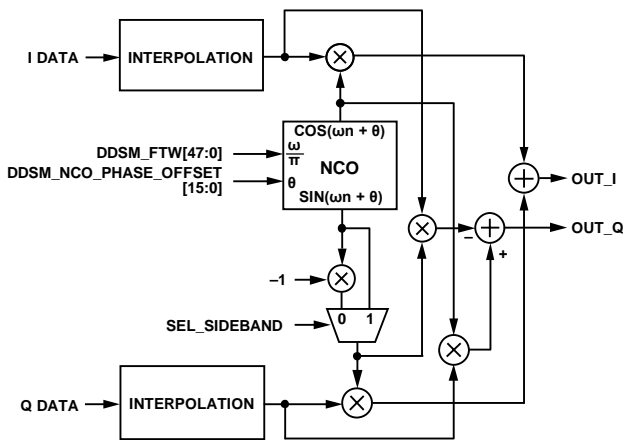 I DATA
INTERPOLATION
COS(ωn + θ)
ω
π
NCO
θ
SIN(ωn + θ)
DDSM_FTW[47:0]
DDSM_NCO_PHASE_OFFSET
[15:0]
OUT_I
OUT_Q
–
+
–1
0 1
SEL_SIDEBAND
Q DATA
INTERPOLATION